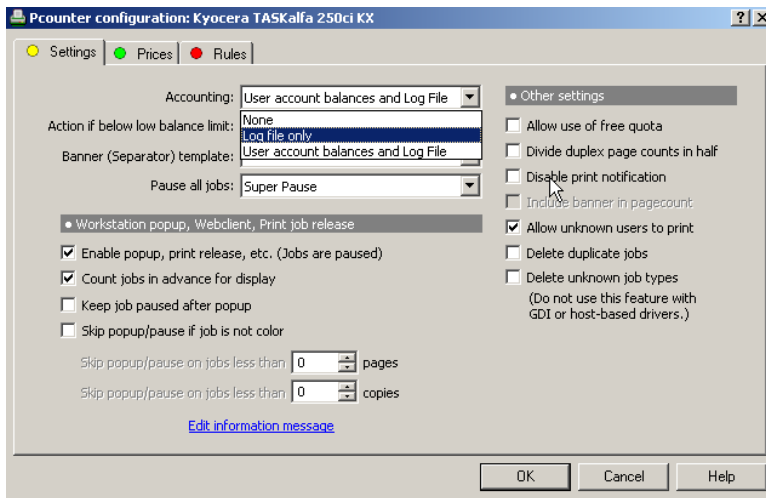 Pcounter configuration: Kyocera TASKalfa 250ci KX
Settings
Prices
Rules
Accounting: User account balances and Log File
None
Log file only
User account balances and Log File
Action if below low balance limit:
Banner (Separator) template:
Pause all jobs: Super Pause
Workstation popup, Webclient, Print job release
Enable popup, print release, etc. (Jobs are paused)
Count jobs in advance for display
Keep job paused after popup
Skip popup/pause if job is not color
Skip popup/pause on jobs less than 0 pages
Skip popup/pause on jobs less than 0 copies
Edit information message
Other settings
Allow use of free quota
Divide duplex page counts in half
Disable print notification
Include banner in pagecount
Allow unknown users to print
Delete duplicate jobs
Delete unknown job types
(Do not use this feature with
GDI or host-based drivers.)
OK
Cancel
Help